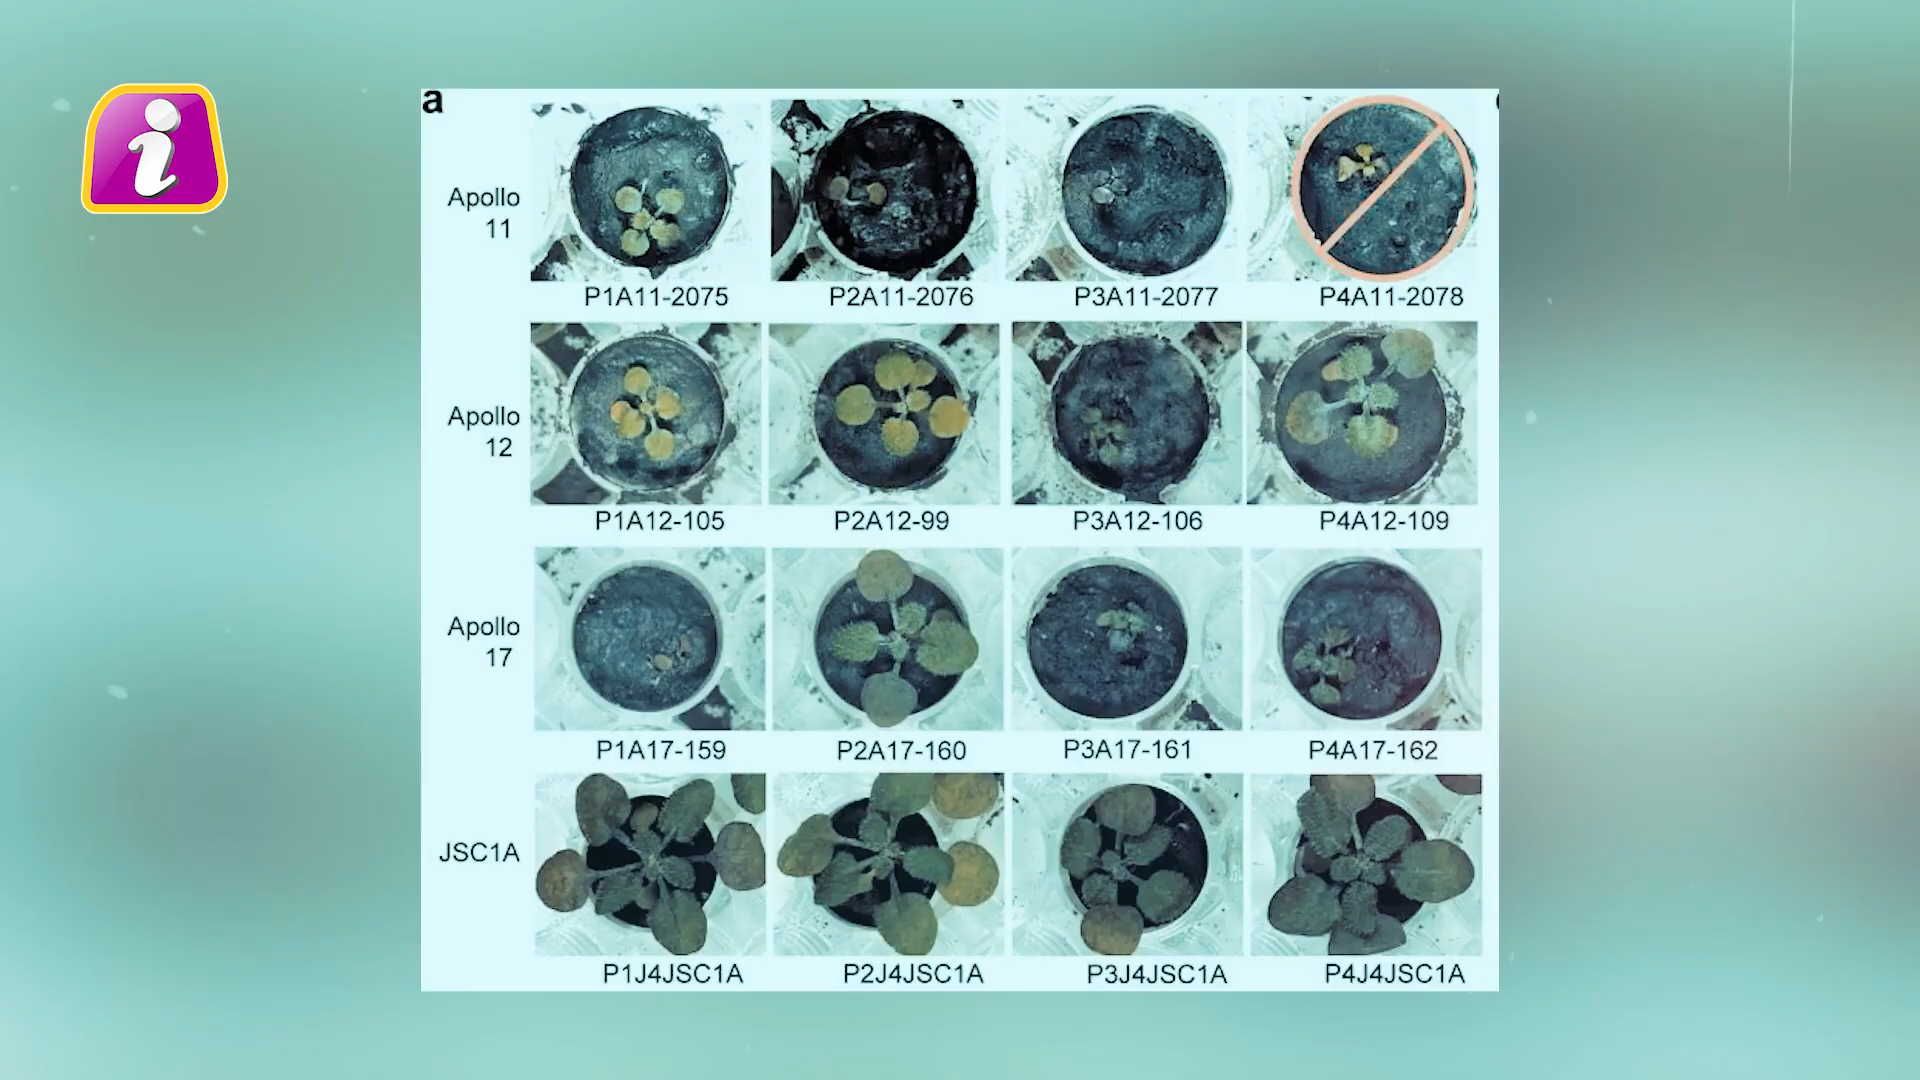 a
Apollo
11
P1A11-2075
P2A11-2076
P3A11-2077
P4A11-2078
Apollo
12
P1A12-105
P2A12-99
P3A12-106
P4A12-109
Apollo
17
P1A17-159
P2A17-160
P3A17-161
P4A17-162
JSC1A
P1J4JSC1A
P2J4JSC1A
P3J4JSC1A
P4J4JSC1A